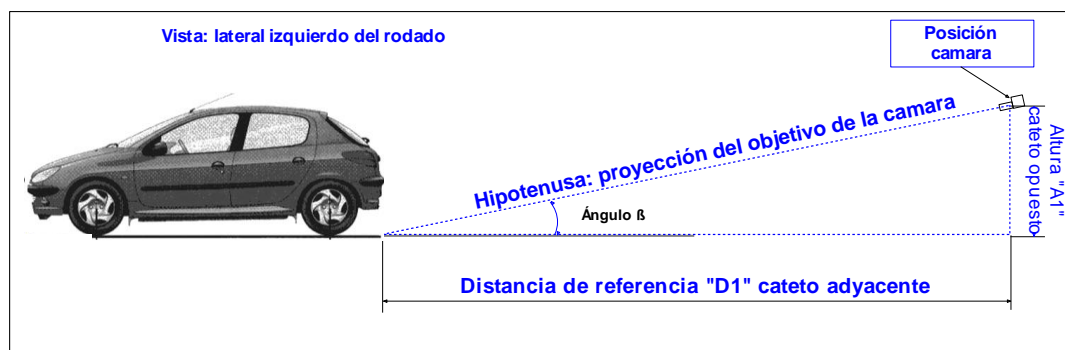 Vista: lateral izquierdo del rodado
Posición
camara
Hipotenusa: proyección del objetivo de la camara
Altura "A1"
cateto opuesto
Ángulo ß
Distancia de referencia "D1" cateto adyacente